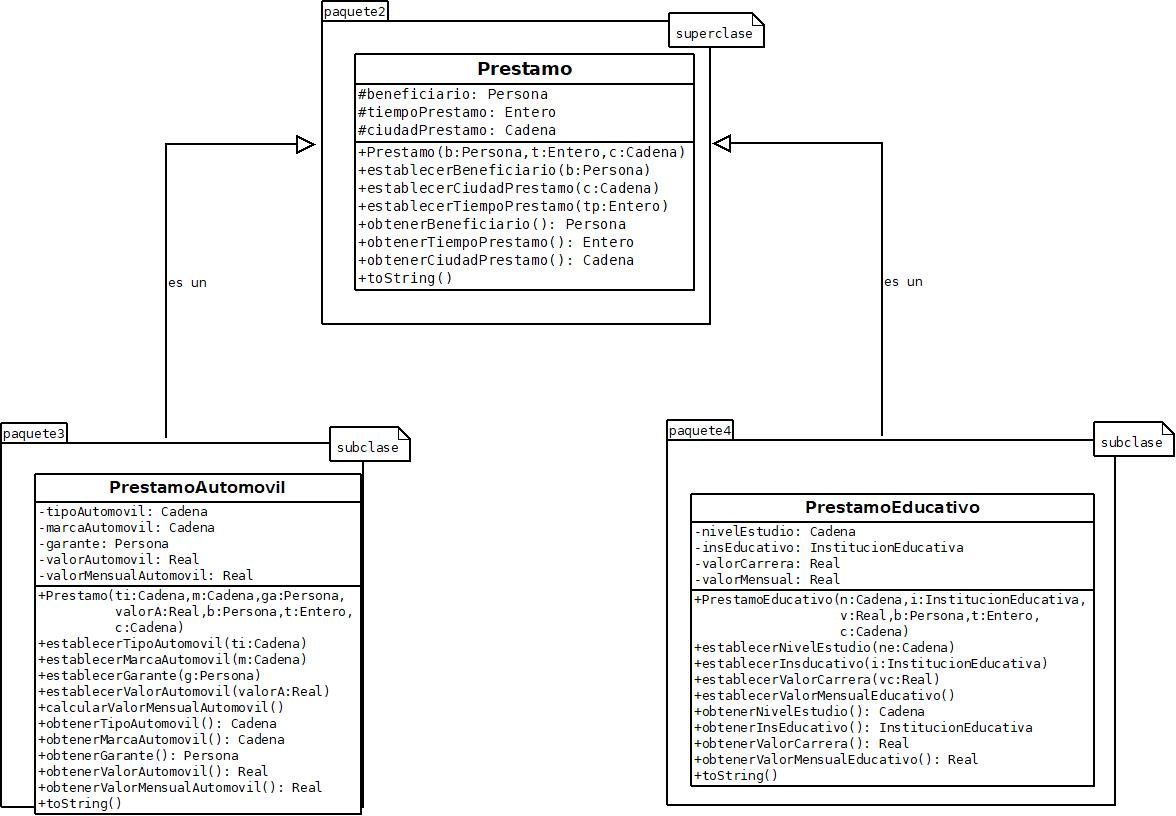 paquete2
superclase
Prestamo
#beneficiario: Persona
#tiempoPrestamo: Entero
#ciudadPrestamo: Cadena
+Prestamo(b:Persona,t:Entero,c:Cadena)
+establecerBeneficiario(b:Persona)
+establecerCiudadPrestamo(c:Cadena)
+establecerTiempoPrestamo(tp:Entero)
+obtenerBeneficiario(): Persona
+obtenerTiempoPrestamo(): Entero
+obtenerCiudadPrestamo(): Cadena
+toString()
es un
es un
paquete3
subclase
PrestamoAutomovil
-tipoAutomovil: Cadena
-marcaAutomovil: Cadena
-garante: Persona
-valorAutomovil: Real
-valorMensualAutomovil: Real
+Prestamo(ti:Cadena,m:Cadena,ga:Persona,
valorA:Real,b:Persona,t:Entero,
c:Cadena)
+establecerTipoAutomovil(ti:Cadena)
+establecerMarcaAutomovil(m:Cadena)
+establecerGarante(g:Persona)
+establecerValorAutomovil(valorA:Real)
+calcularValorMensualAutomovil()
+obtenerTipoAutomovil(): Cadena
+obtenerMarcaAutomovil(): Cadena
+obtenerGarante(): Persona
+obtenerValorAutomovil(): Real
+obtenerValorMensualAutomovil(): Real
+toString()
paquete4
subclase
PrestamoEducativo
-nivelEstudio: Cadena
-insEducativo: InstitucionEducativa
-valorCarrera: Real
-valorMensual: Real
+PrestamoEducativo(n:Cadena,i:InstitucionEducativa,
v:Real,b:Persona,t:Entero,
c:Cadena)
+establecerNivelEstudio(ne:Cadena)
+establecerInsducativo(i:InstitucionEducativa)
+establecerValorCarrera(vc:Real)
+establecerValorMensualEducativo()
+obtenerNivelEstudio(): Cadena
+obtenerInsEducativo(): InstitucionEducativa
+obtenerValorCarrera(): Real
+obtenerValorMensualEducativo(): Real
+toString()